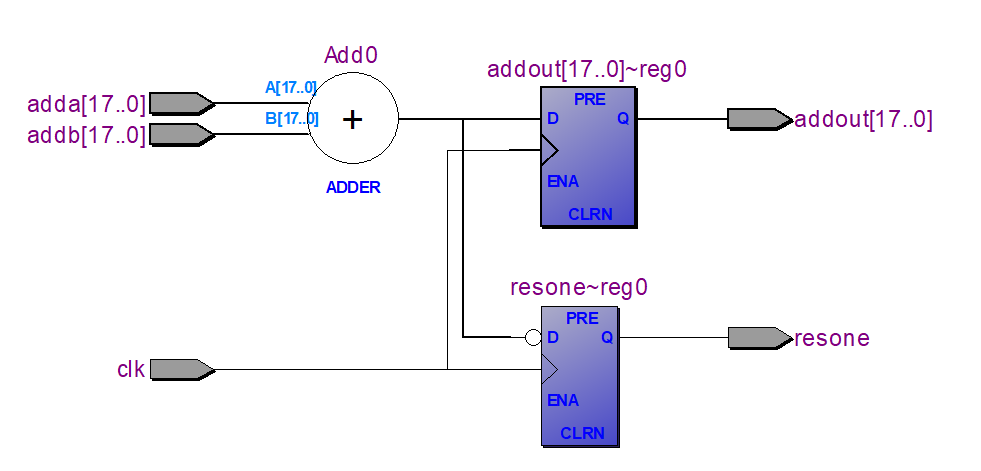 Add0
addout[17..0]~reg0
adda[17..0]
A[17..0]
PRE
addb[17..0]
B[17..0]
+
D
Q
addout[17..0]
ADDER
ENA
CLRN
resone~reg0
PRE
D
Q
resone
clk
ENA
CLRN